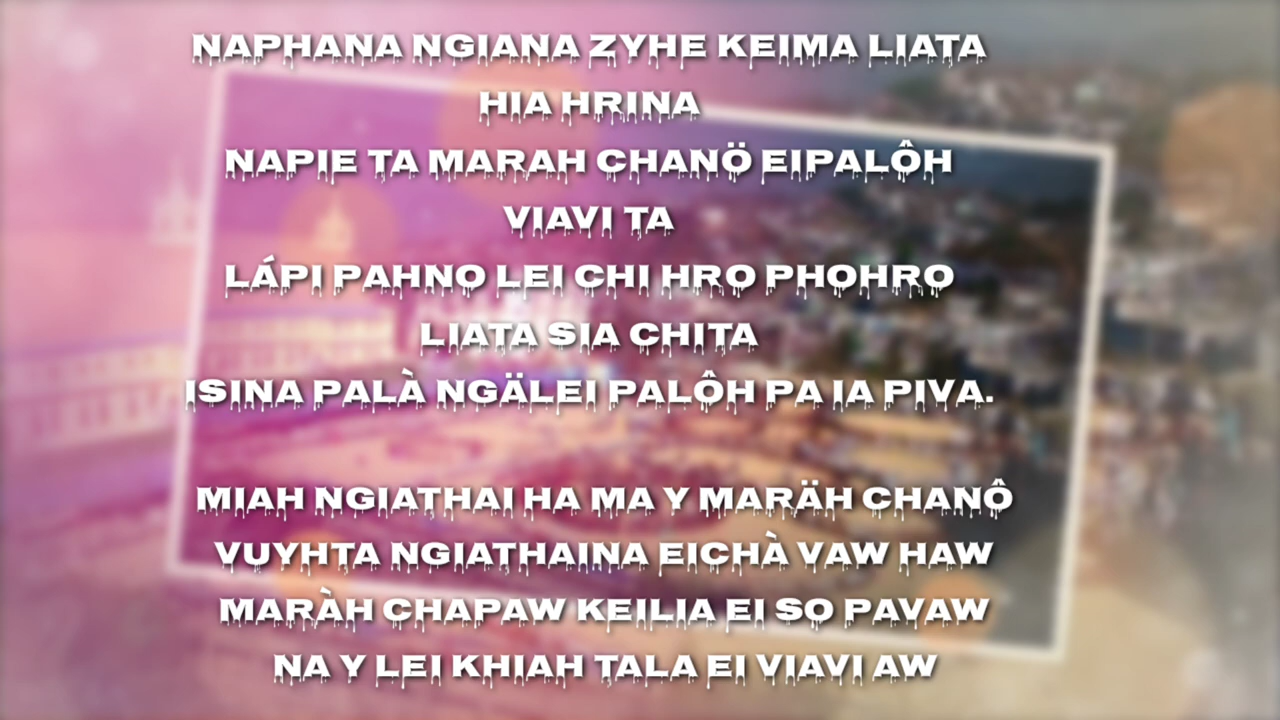 NAPHANA NGIANA ZYHE KEIMA LIATA
HIA HRINA
NAPIE TA MARAH CHANÖ EIPALÔH
VIAVI TA
LÁPI PAHNO LEI CHI HRO PHOHRO
LIATA SIA CHITA
ISINA PALÀ NGÄLEI PALÔH PA IA PIVA.
MIAH NGIATHAI HA MA Y MARÄH CHANÔ
VUYHTA NGIATHAINA EICHÀ VAW HAW
MARÀH CHAPAW KEILIA EI SO PAVAW
NA Y LEI KHIAH TALA EI VIAVI AW